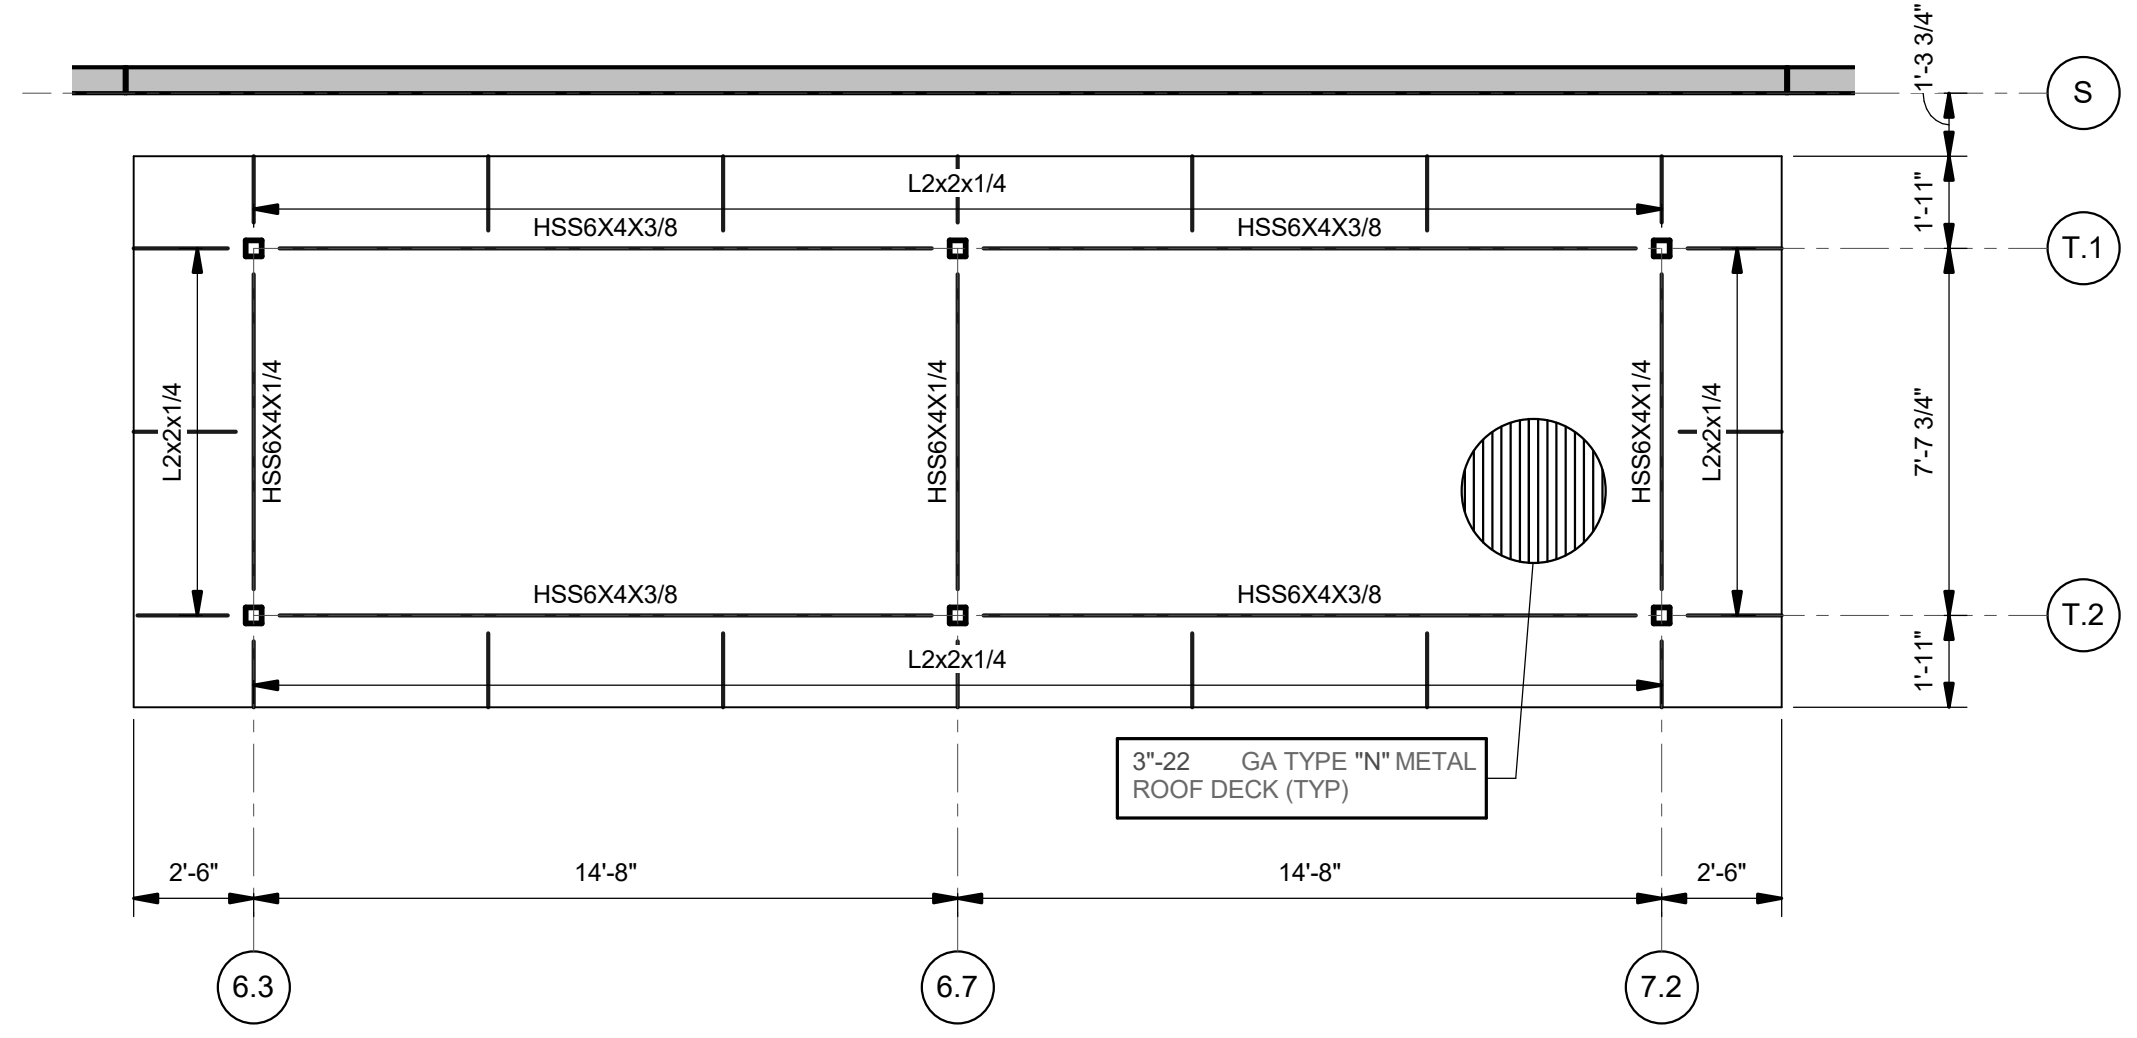 1'-3 3/4"
S
L2x2x1/4
1'-11"
HSS6X4X3/8
HSS6X4X3/8
T.1
L2x2x1/4
HSS6X4X1/4
HSS6X4X1/4
HSS6X4X1/4
L2x2x1/4
7'-7 3/4"
HSS6X4X3/8
HSS6X4X3/8
T.2
L2x2x1/4
1'-11"
3"-22 GA TYPE "N" METAL
ROOF DECK (TYP)
2'-6"
14'-8"
14'-8"
2'-6"
6.3
6.7
7.2